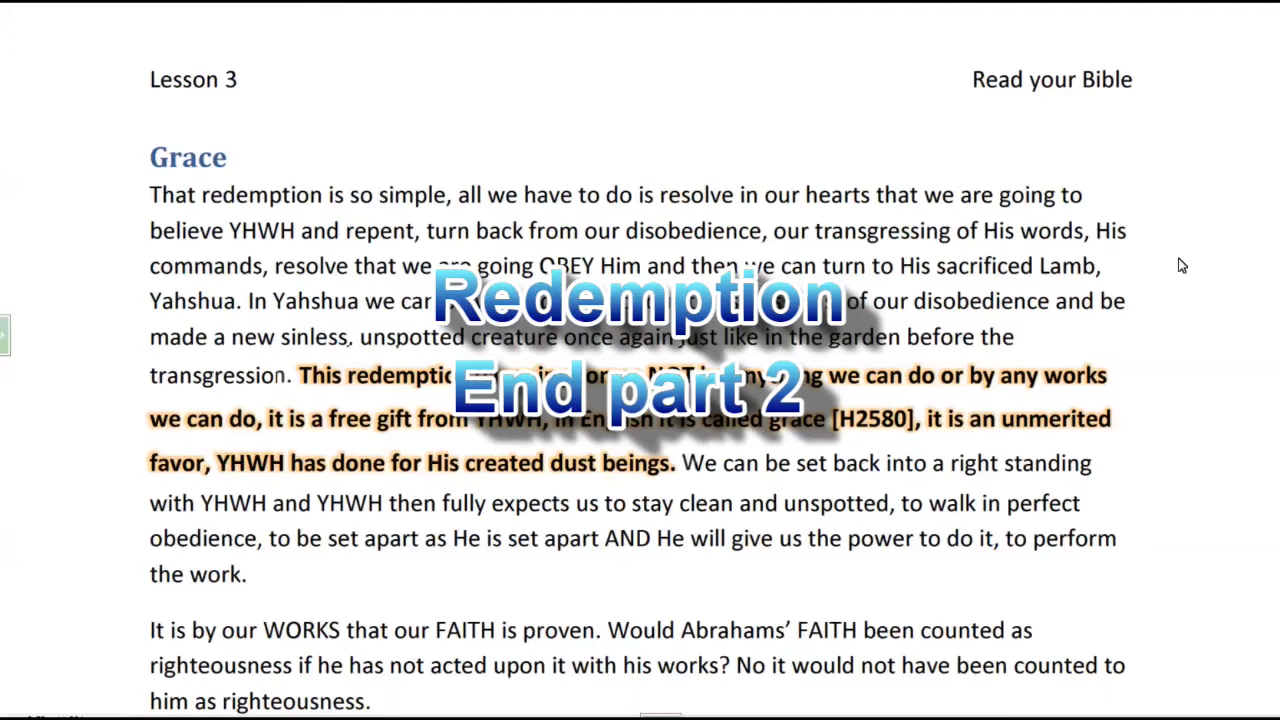 Lesson 3
Read your Bible
Grace
That redemption is so simple, all we have to do is resolve in our hearts that we are going to
believe YHWH and repent, turn back from our disobedience, our transgressing of His words, His
commands, resolve that we are going OBEY Him and then we can turn to His sacrificed Lamb,
Yahshua. In Yahshua we can of our disobedience and be
made a new sinless, unspotted creature once again just like in the garden before the
transgression. This redemption NOT we can do or by any works
we can do, it is a free gift from YHWH, in English it is called grace [H2580], it is an unmerited
favor, YHWH has done for His created dust beings. We can be set back into a right standing
with YHWH and YHWH then fully expects us to stay clean and unspotted, to walk in perfect
obedience, to be set apart as He is set apart AND He will give us the power to do it, to perform
the work.
It is by our WORKS that our FAITH is proven. Would Abrahams’ FAITH been counted as
righteousness if he has not acted upon it with his works? No it would not have been counted to
him as righteousness.
Redemption
End part 2